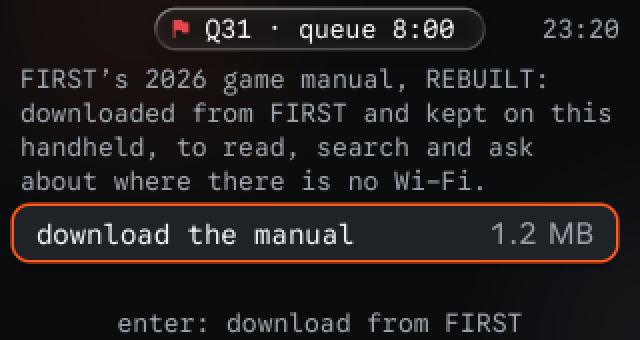 Q31 · queue 8:00
23:20
FIRST’s 2026 game manual, REBUILT:
downloaded from FIRST and kept on this
handheld, to read, search and ask
about where there is no Wi-Fi.
download the manual 1.2 MB
enter: download from FIRST